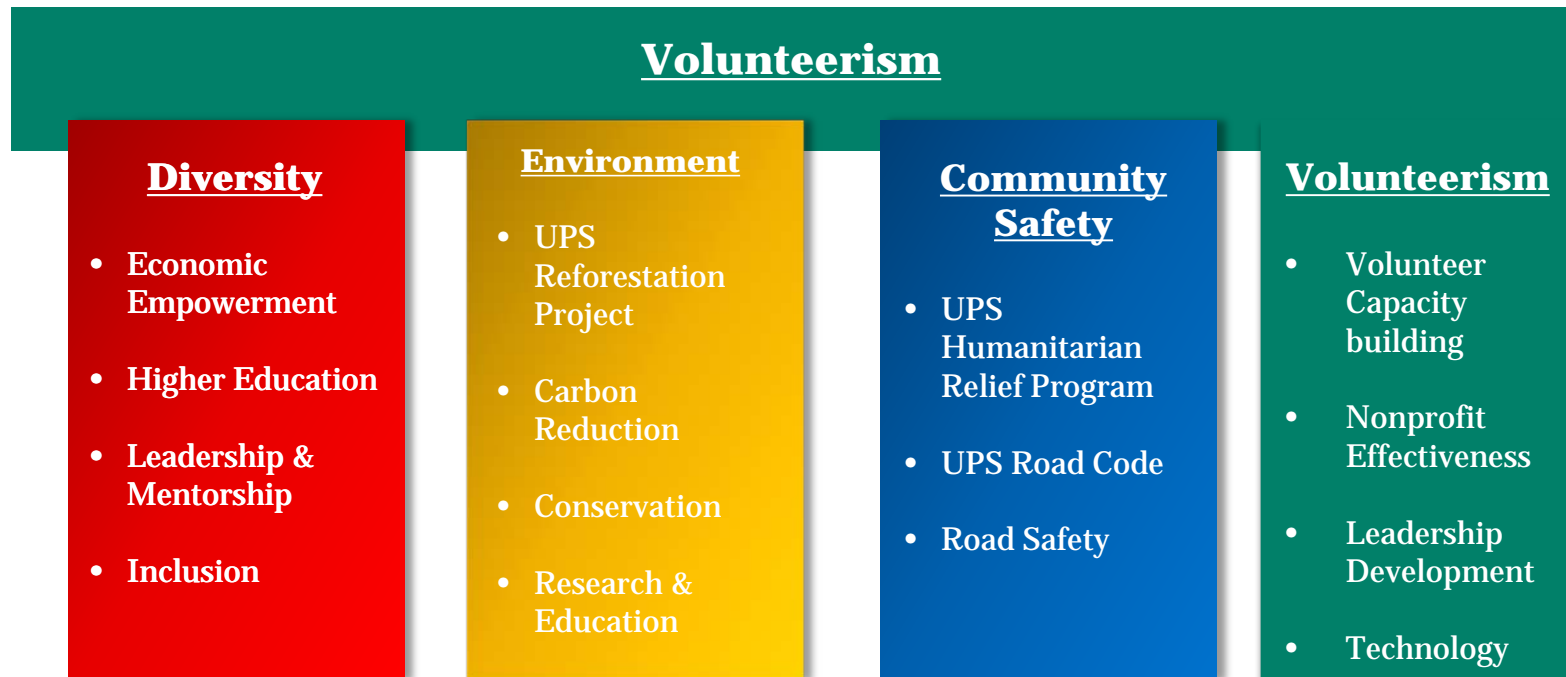 Volunteerism
Diversity
• Economic
Empowerment
• Higher Education
• Leadership &
Mentorship
• Inclusion
Environment
• UPS
Reforestation
Project
• Carbon
Reduction
• Conservation
• Research &
Education
Community
Safety
• UPS
Humanitarian
Relief Program
• UPS Road Code
• Road Safety
Volunteerism
• Volunteer
Capacity
building
• Nonprofit
Effectiveness
• Leadership
Development
• Technology